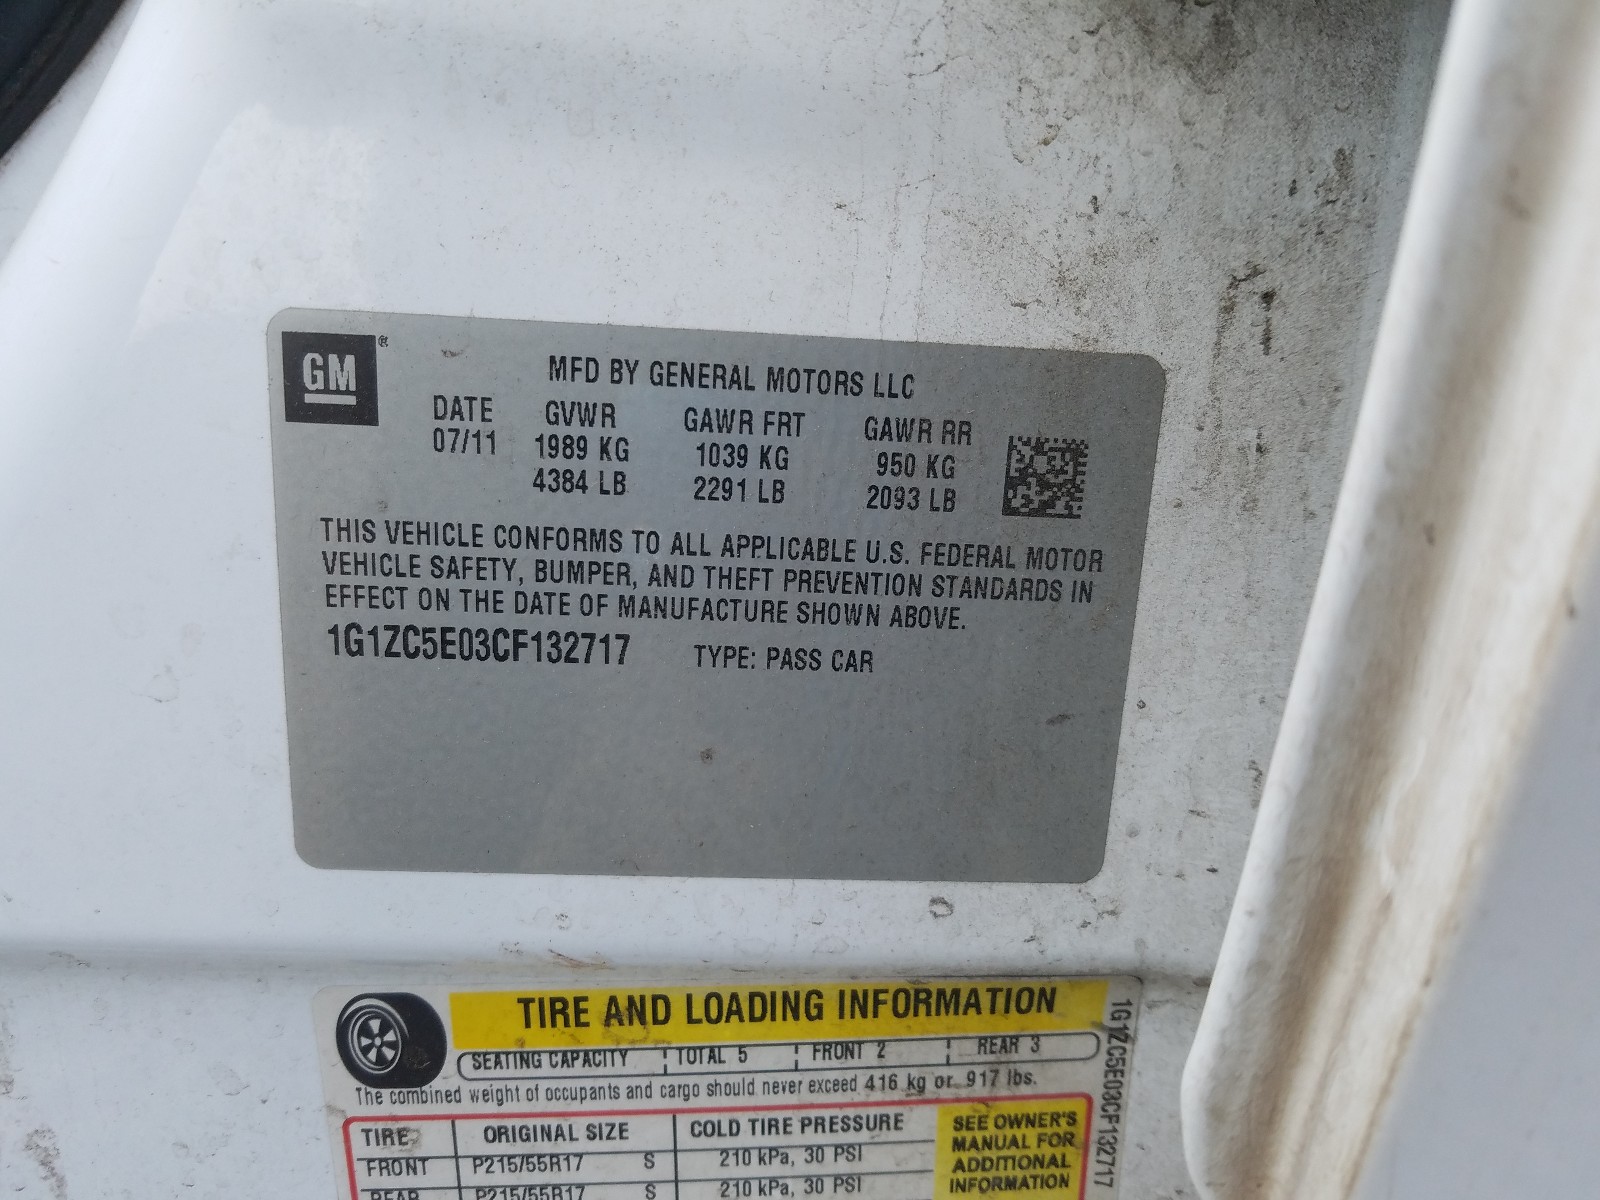 GM®
MFD BY GENERAL MOTORS LLC
DATE GVWR GAWR FRT GAWR RR
07/11 1989 KG 1039 KG 950 KG
4384 LB 2291 LB 2093 LB
THIS VEHICLE CONFORMS TO ALL APPLICABLE U.S. FEDERAL MOTOR
VEHICLE SAFETY, BUMPER, AND THEFT PREVENTION STANDARDS IN
EFFECT ON THE DATE OF MANUFACTURE SHOWN ABOVE.
1G1ZC5E03CF132717 TYPE: PASS CAR
TIRE AND LOADING INFORMATION
SEATING CAPACITY TOTAL 5 FRONT 2 REAR 3
The combined weight of occupants and cargo should never exceed 416 kg or 917 lbs.
TIRE ORIGINAL SIZE COLD TIRE PRESSURE
FRONT P215/55R17 S 210 kPa, 30 PSI
REAR P215/55R17 S 210 kPa, 30 PSI
SEE OWNER'S
MANUAL FOR
ADDITIONAL
INFORMATION
1G1ZC5E03CF132717